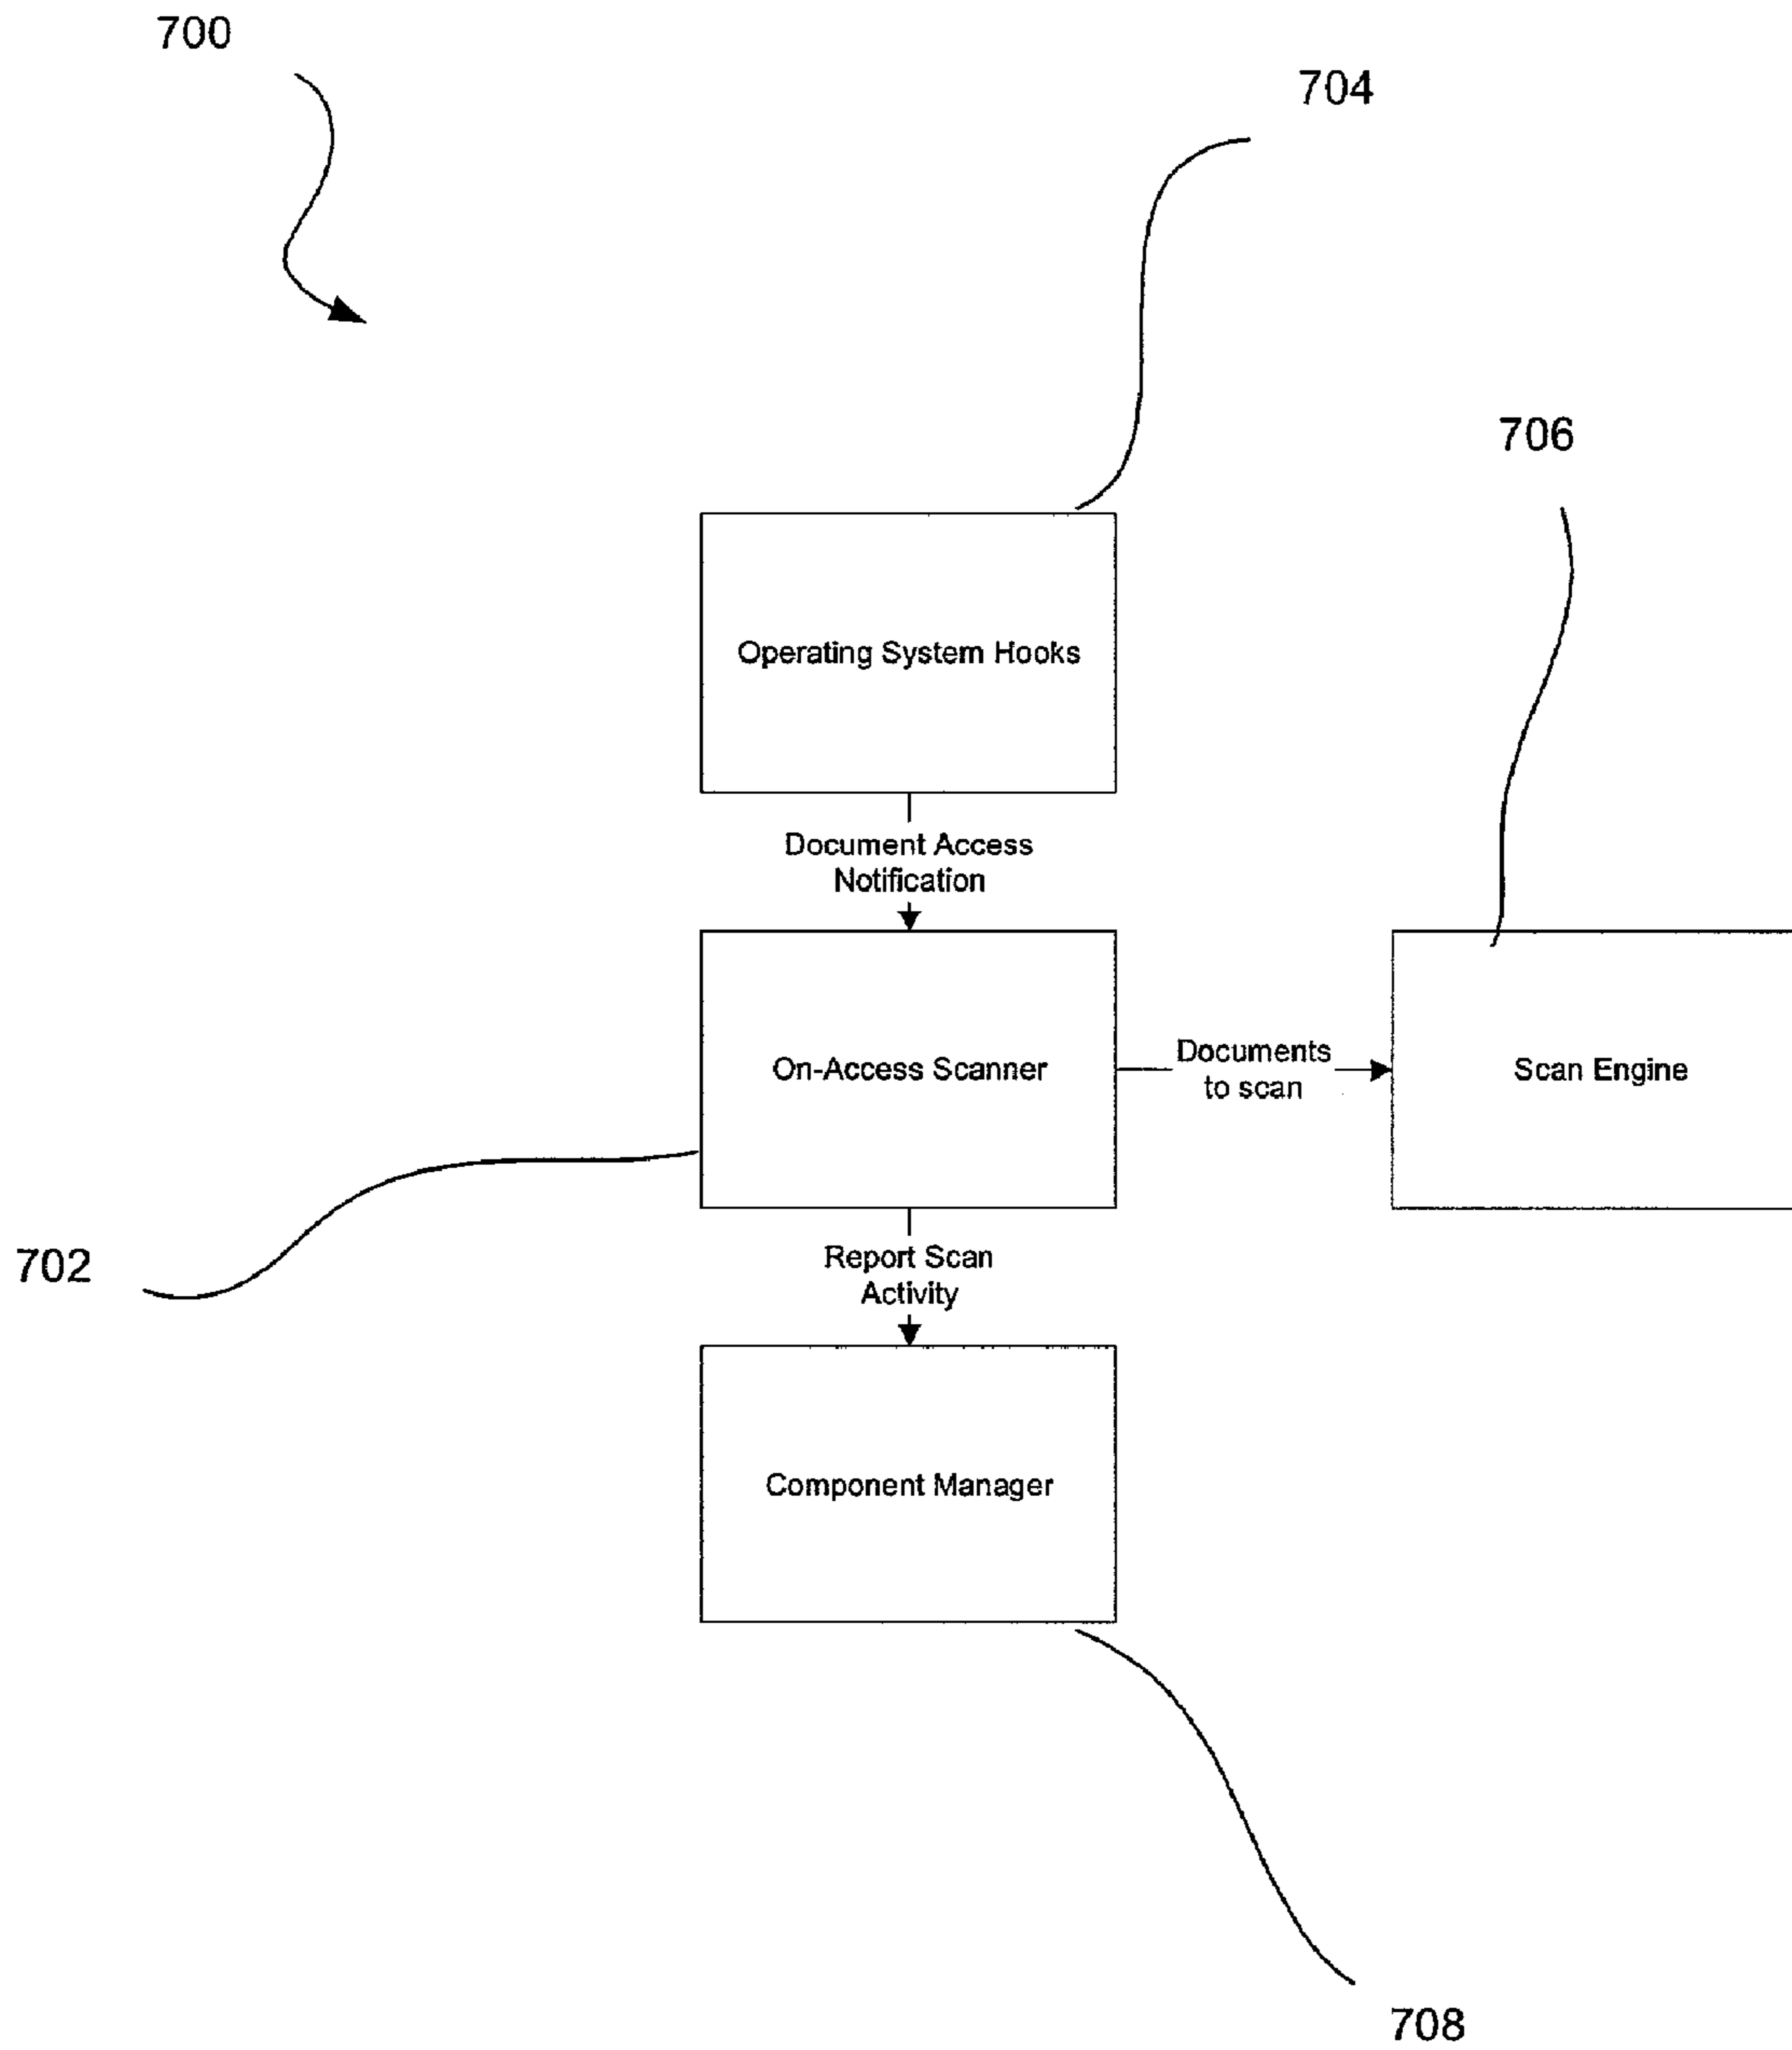 700
704
706
Operating System Hooks
Document Access
Notification
On-Access Scanner
Documents
to scan
Scan Engine
702
Report Scan
Activity
Component Manager
708